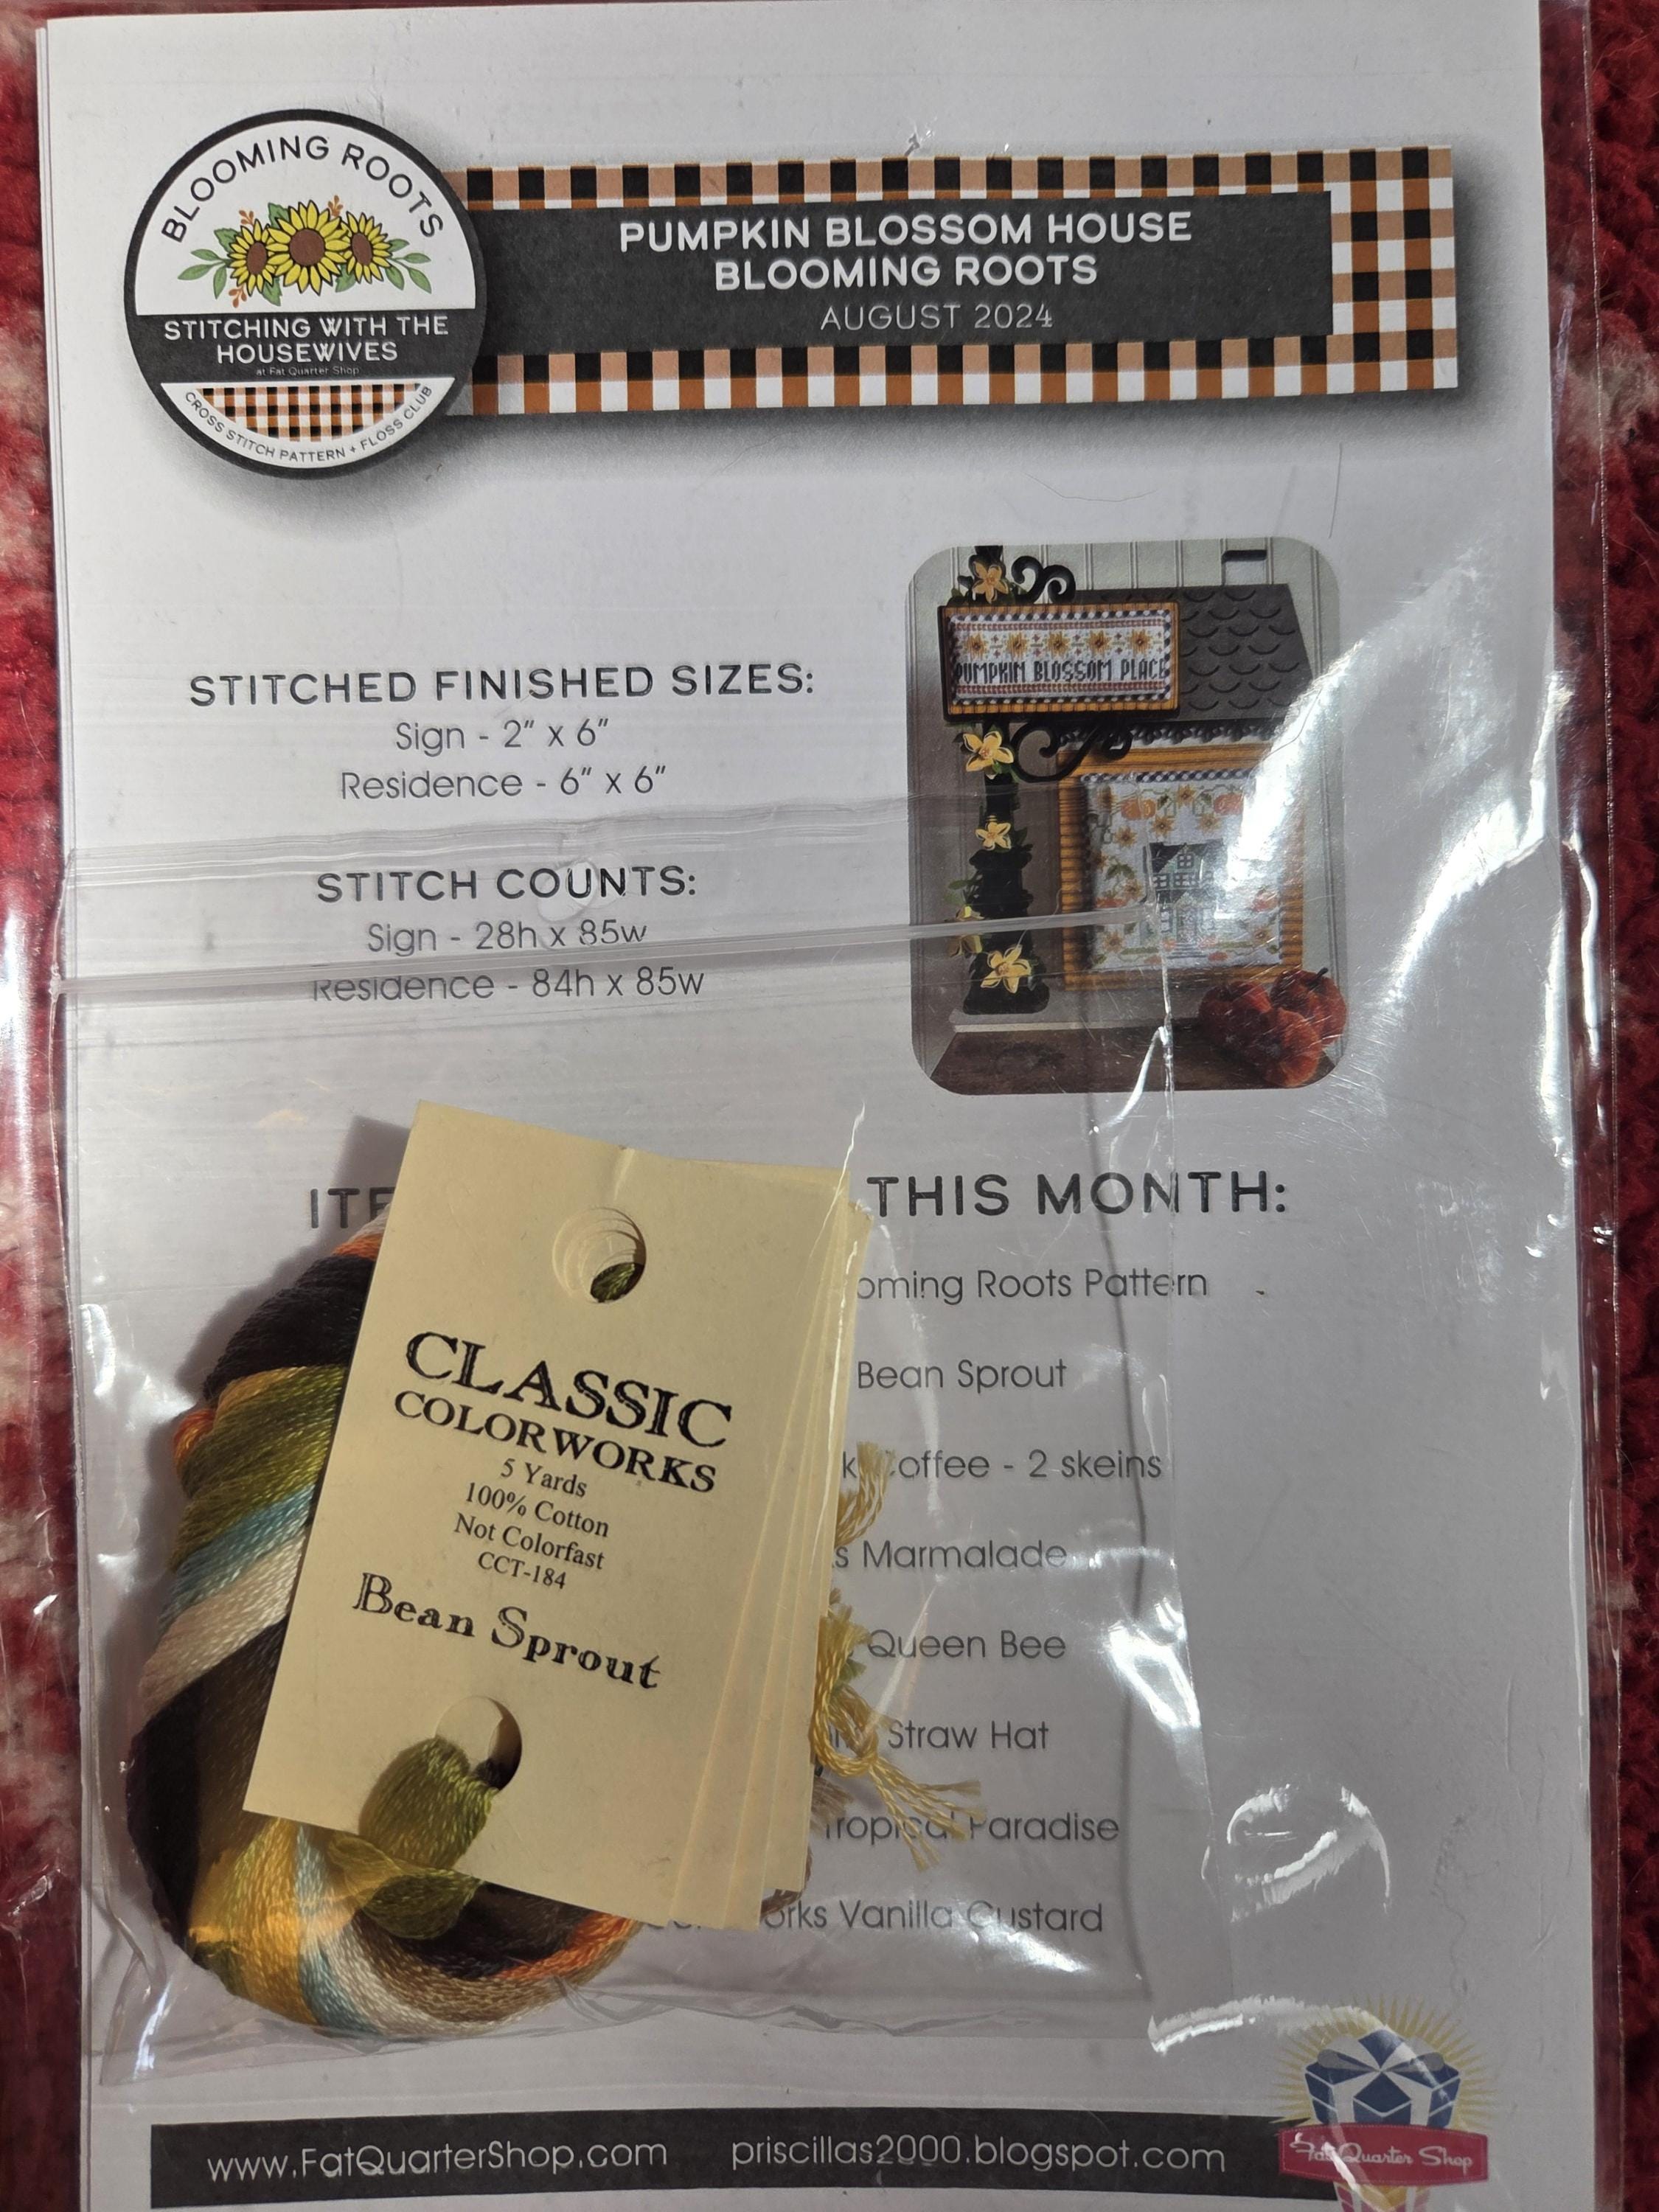 BLOOMING ROOTS
STITCHING WITH THE
HOUSEWIVES
at Fat Quarter Shop
CROSS STITCH PATTERN + FLOSS CLUB
PUMPKIN BLOSSOM HOUSE
BLOOMING ROOTS
AUGUST 2024
PUMPKIN BLOSSOM PLACE
STITCHED FINISHED SIZES:
Sign - 2" x 6"
Residence - 6" x 6"
STITCH COUNTS:
Sign - 28h x 85w
Residence - 84h x 85w
THIS MONTH:
Roots Pattern
Bean Sprout
Coffee - 2 skeins
Marmalade
Queen Bee
Straw Hat
Tropical Paradise
Vanilla Custard
CLASSIC
COLORWORKS
5 Yards
100% Cotton
Not Colorfast
CCT-184
Bean Sprout
www.FatQuarterShop.com priscillas2000.blogspot.com
Fat Quarter Shop